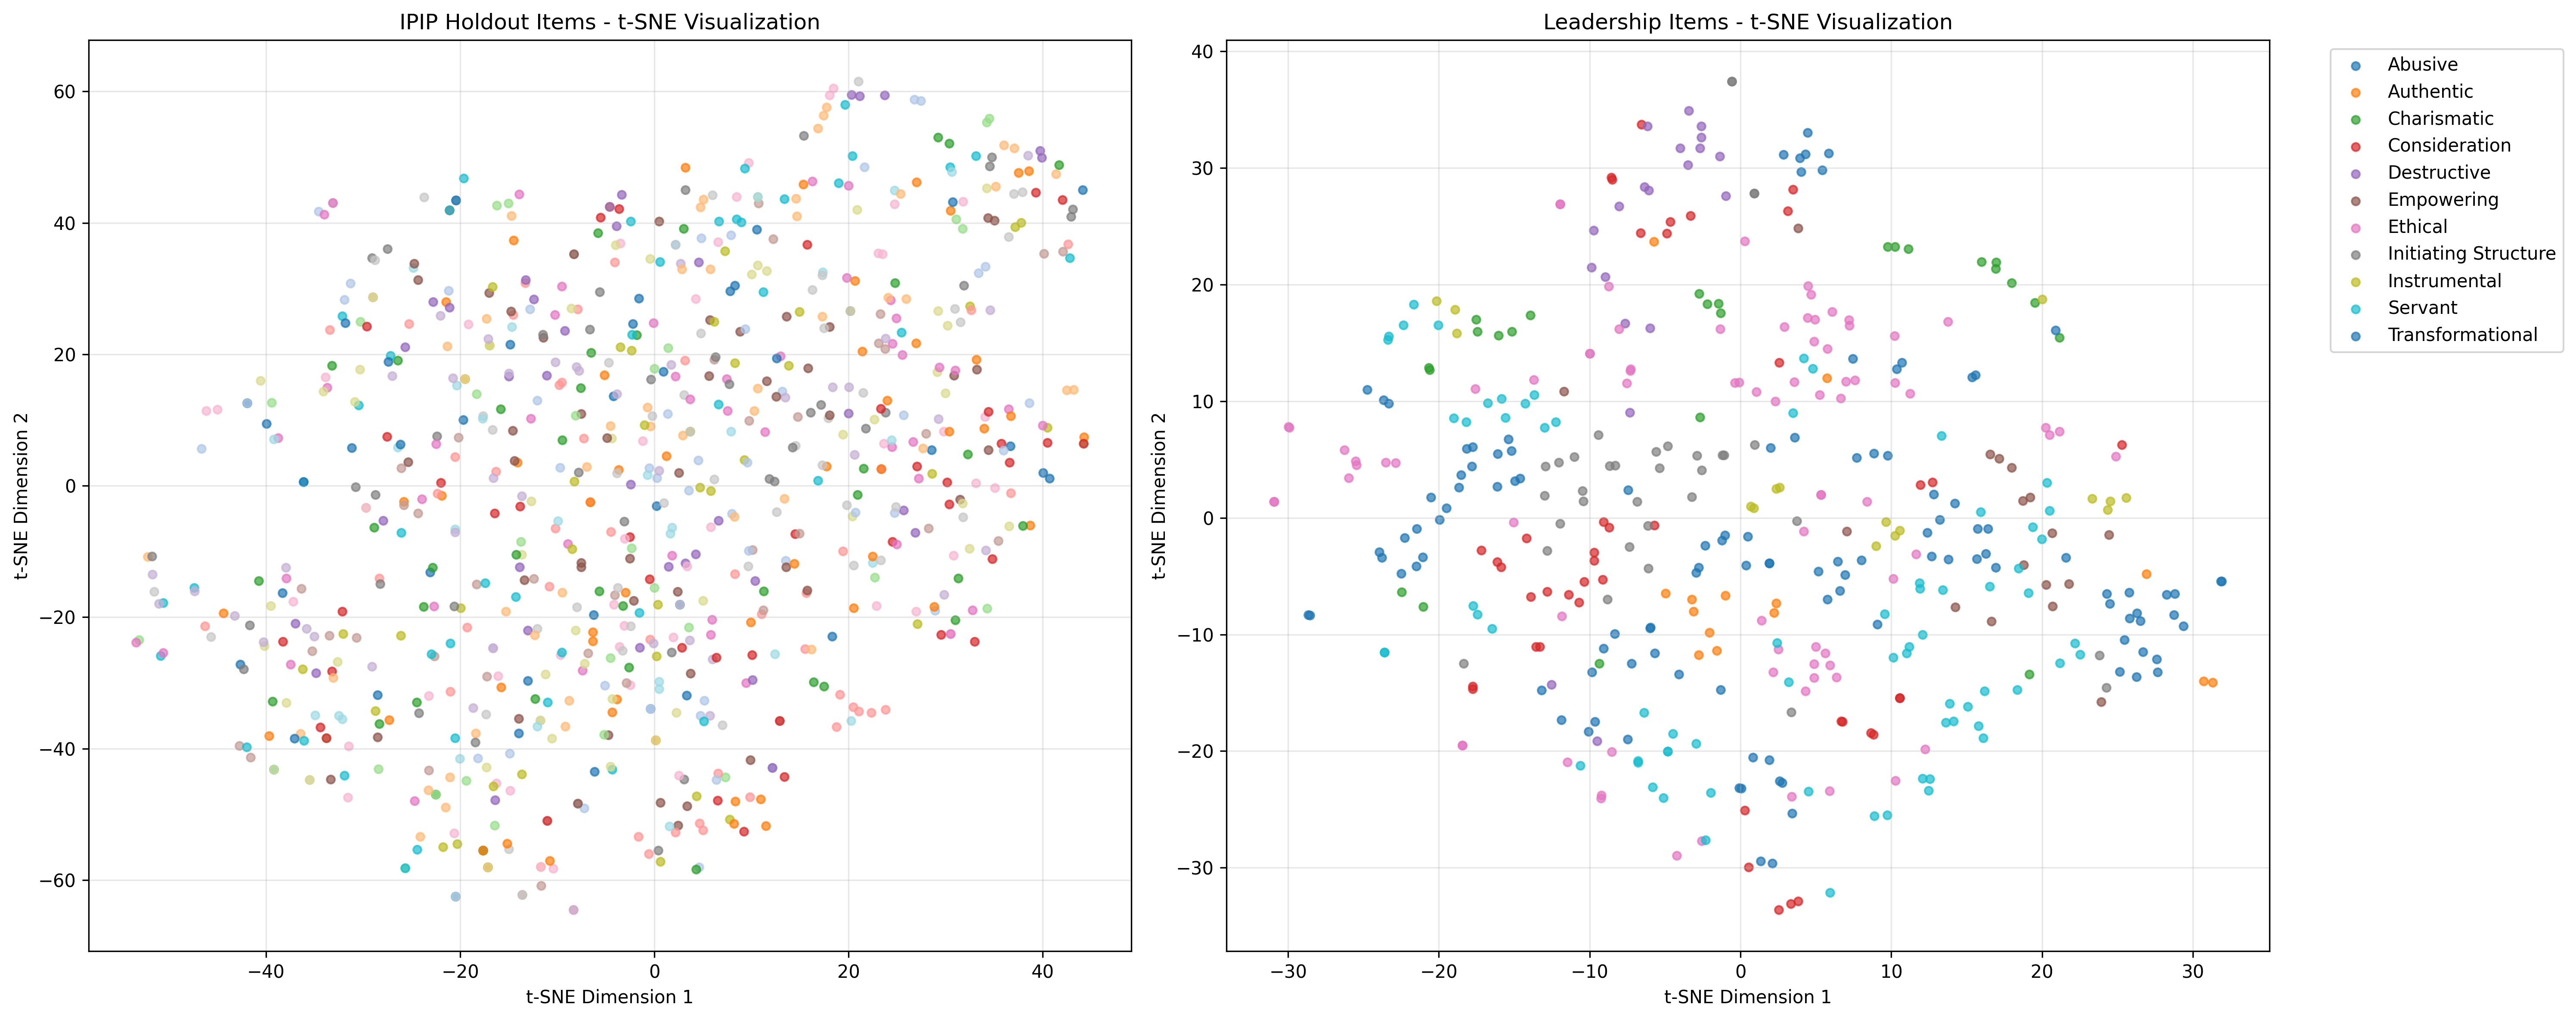 IPIP Holdout Items - t-SNE Visualization
60
40
20
0
−20
−40
−60
t-SNE Dimension 2
−40
−20
0
20
40
t-SNE Dimension 1
Leadership Items - t-SNE Visualization
40
30
20
10
0
−10
−20
−30
t-SNE Dimension 2
−30
−20
−10
0
10
20
30
t-SNE Dimension 1
Abusive
Authentic
Charismatic
Consideration
Destructive
Empowering
Ethical
Initiating Structure
Instrumental
Servant
Transformational